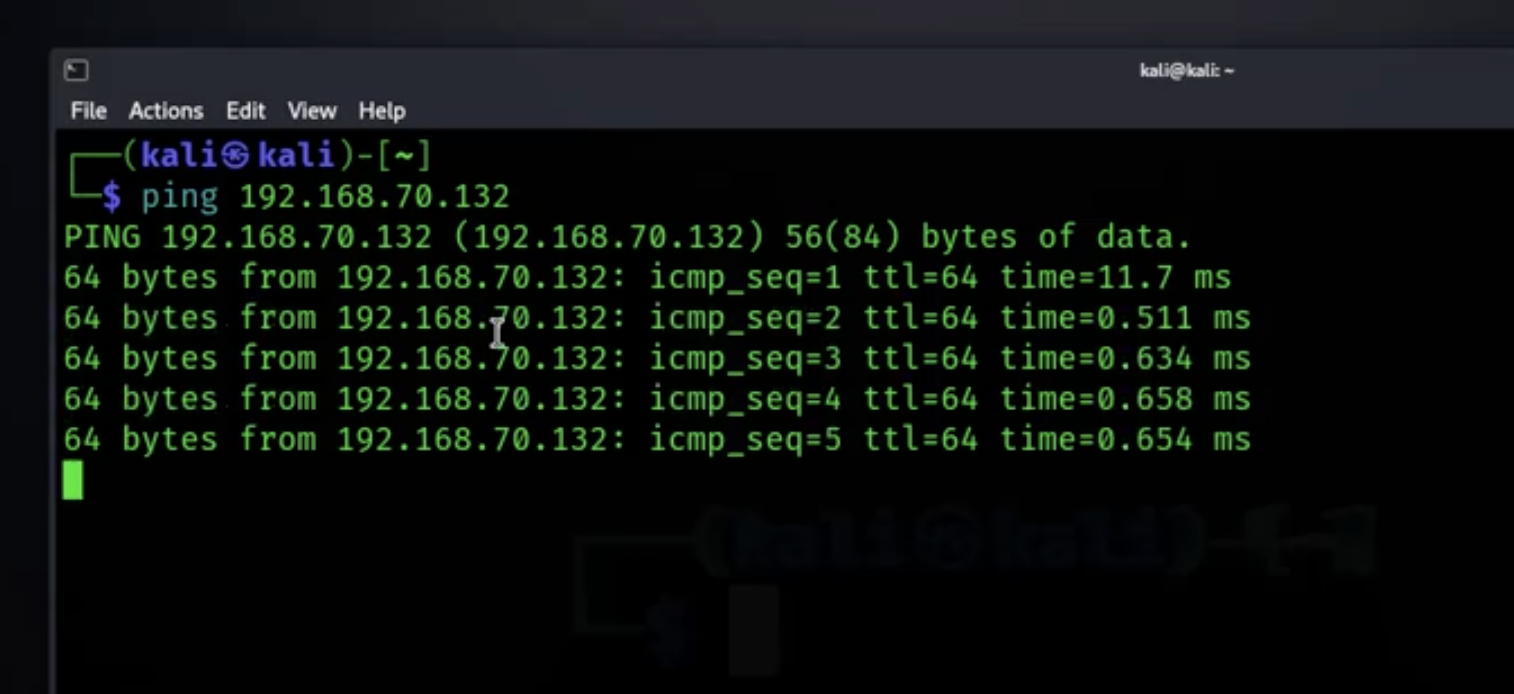 kali@kali: ~
File Actions Edit View Help
┌──(kali㉿kali)-[~]
└─$ ping 192.168.70.132
PING 192.168.70.132 (192.168.70.132) 56(84) bytes of data.
64 bytes from 192.168.70.132: icmp_seq=1 ttl=64 time=11.7 ms
64 bytes from 192.168.70.132: icmp_seq=2 ttl=64 time=0.511 ms
64 bytes from 192.168.70.132: icmp_seq=3 ttl=64 time=0.634 ms
64 bytes from 192.168.70.132: icmp_seq=4 ttl=64 time=0.658 ms
64 bytes from 192.168.70.132: icmp_seq=5 ttl=64 time=0.654 ms
┌──(kali㉿kali)-[~]
└─$